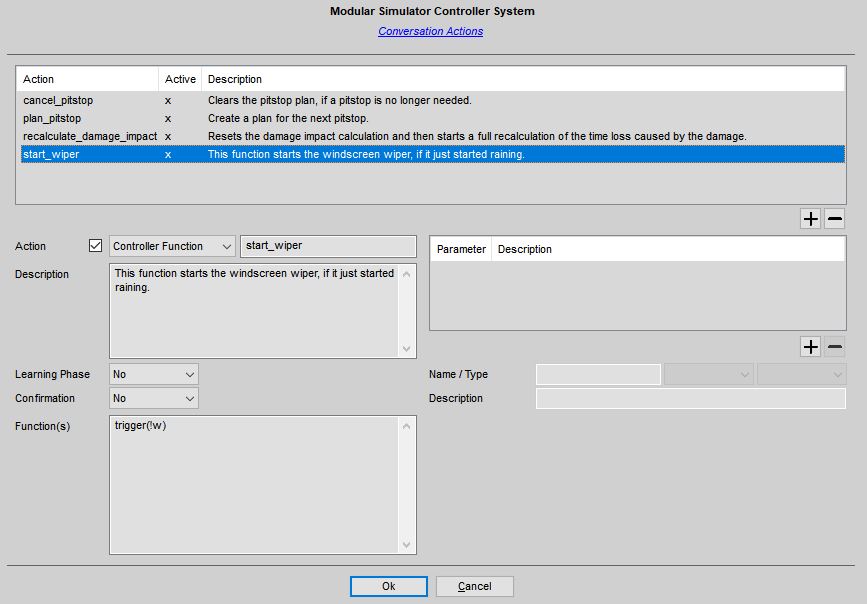 Modular Simulator Controller System
Conversation Actions
Action Active Description
cancel_pitstop x Clears the pitstop plan, if a pitstop is no longer needed.
plan_pitstop x Create a plan for the next pitstop.
recalculate_damage_impact x Resets the damage impact calculation and then starts a full recalculation of the time loss caused by the damage.
start_wiper x This function starts the windscreen wiper, if it just started raining.
Action Controller Function start_wiper
Parameter Description
Description This function starts the windscreen wiper, if it just started
raining.
Learning Phase No
Name / Type
Confirmation No
Description
Function(s) trigger(!w)
Ok Cancel